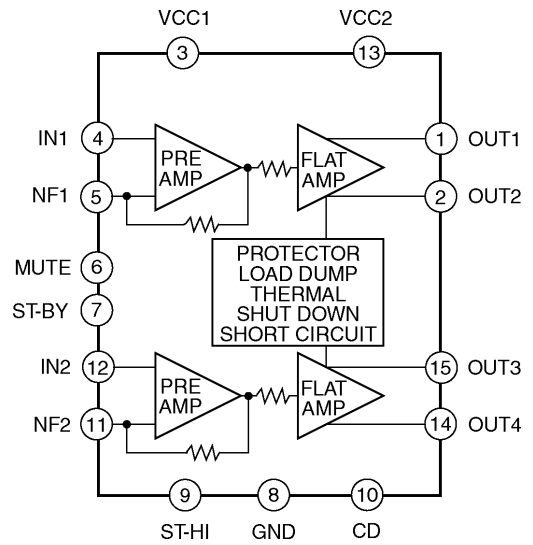 VCC1
VCC2
3
13
IN1
4
PRE
AMP
FLAT
AMP
1
OUT1
NF1
5
2
OUT2
MUTE
6
ST-BY
7
PROTECTOR
LOAD DUMP
THERMAL
SHUT DOWN
SHORT CIRCUIT
IN2
12
PRE
AMP
FLAT
AMP
15
OUT3
NF2
11
14
OUT4
9
8
10
ST-HI
GND
CD